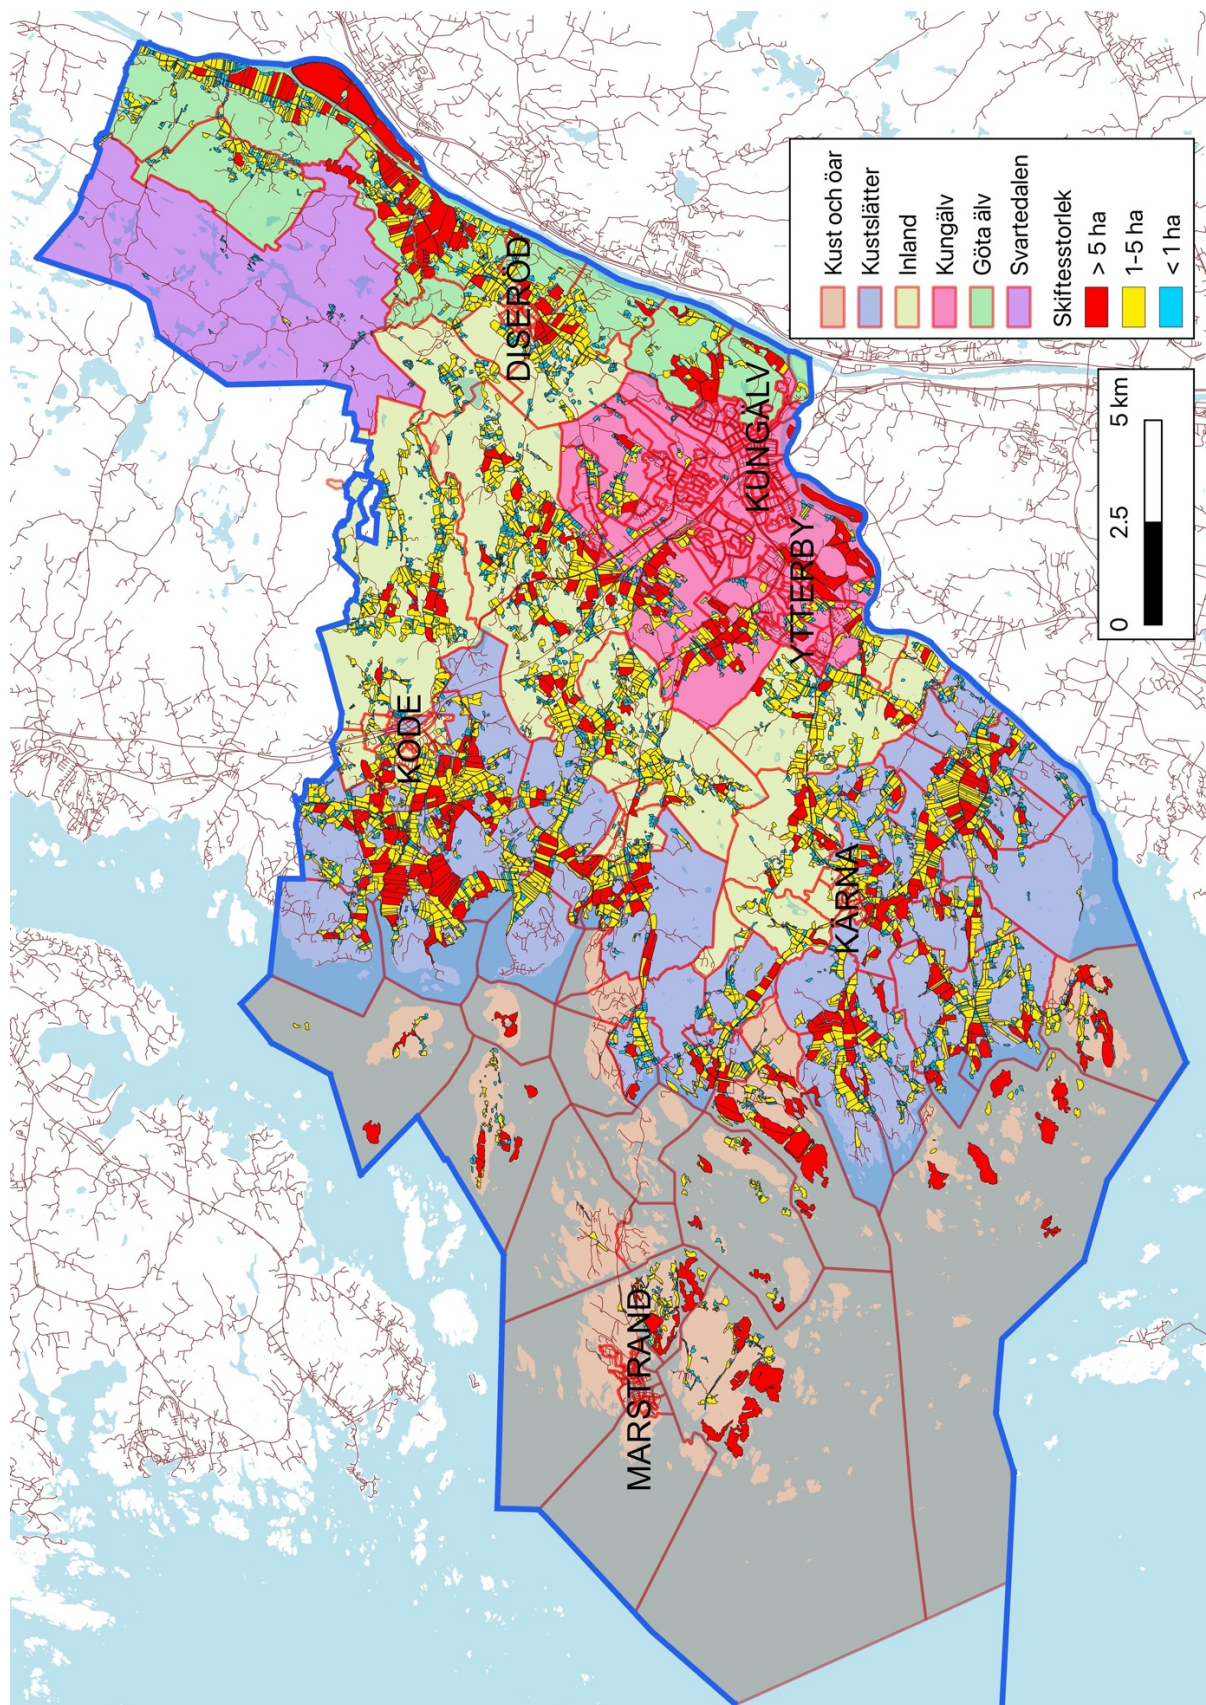 MARSTRAND
KODE
KÄRNA
YTTERBY
KUNGÄLV
DISERÖD
0
2.5
5 km
Kust och öar
Kustslätter
Inland
Kungälv
Göta älv
Svartedalen
Skiftesstorlek
> 5 ha
1-5 ha
< 1 ha